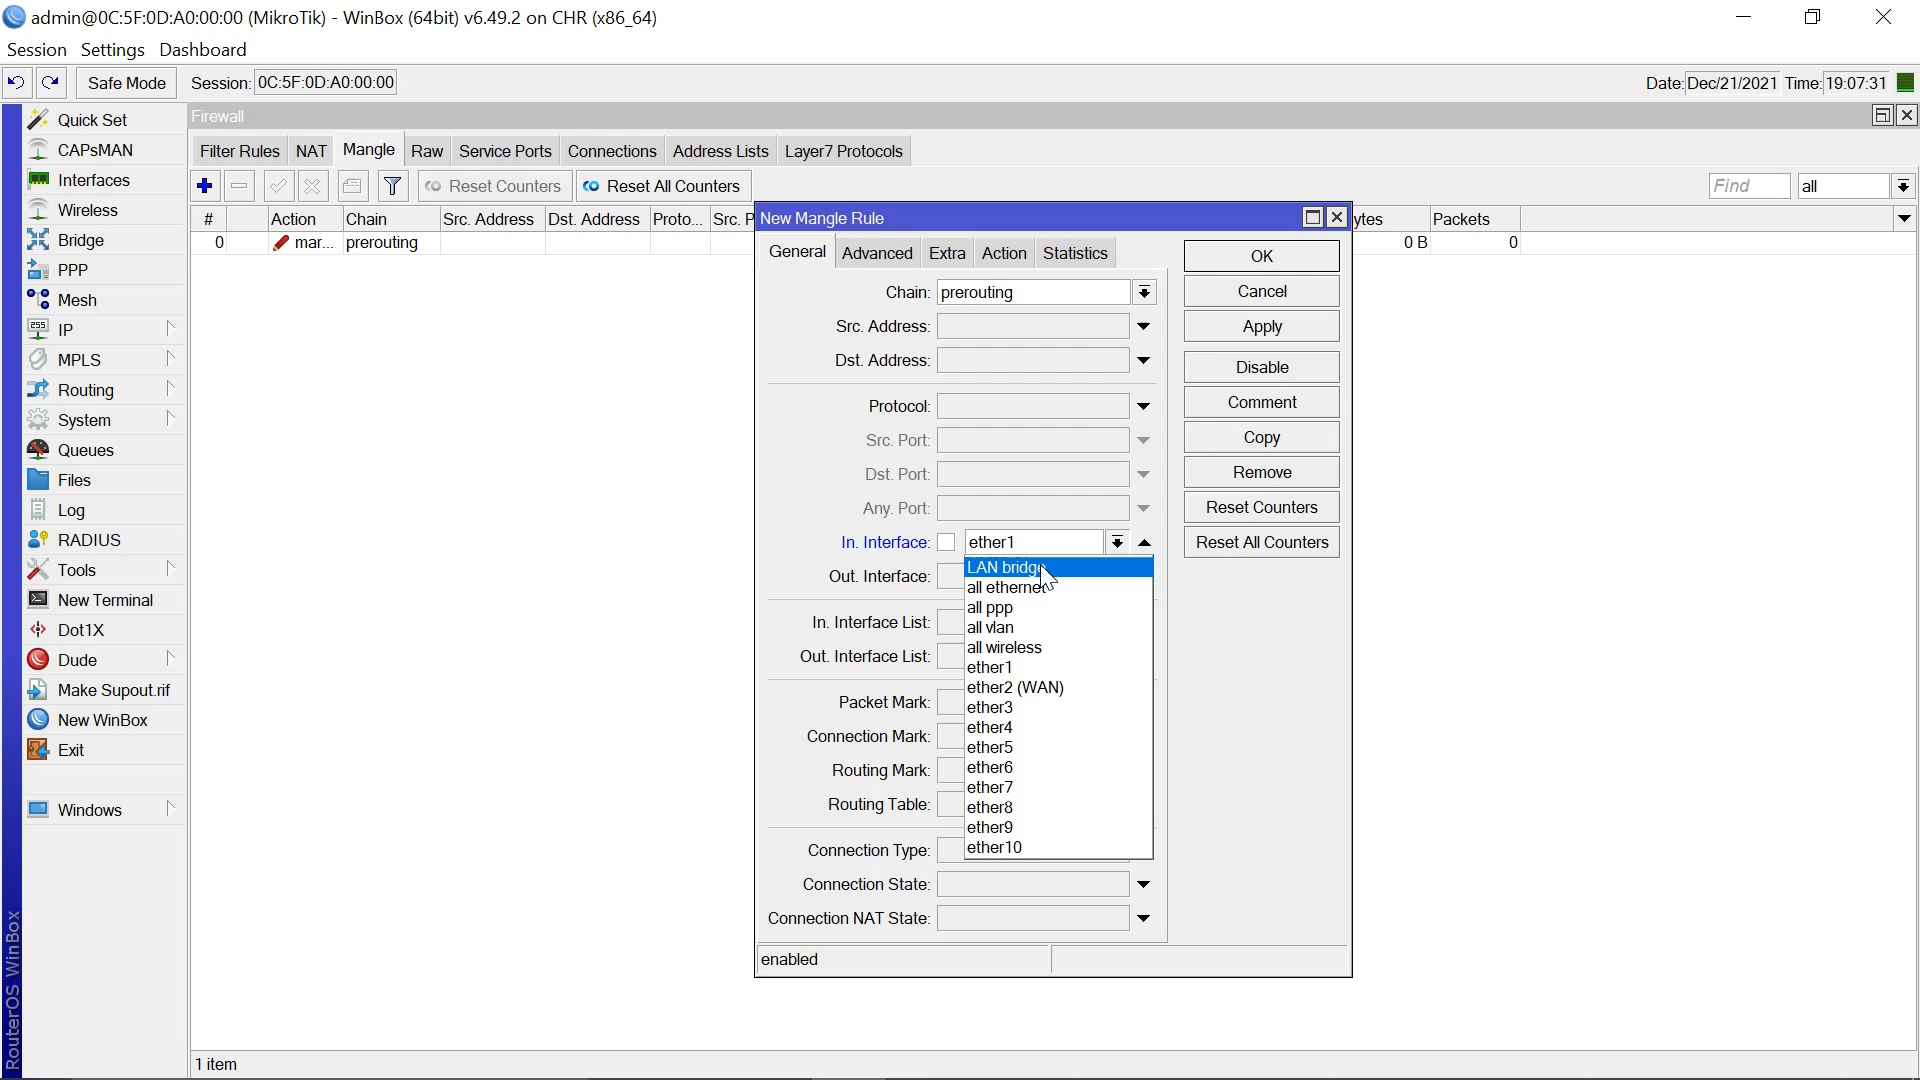 admin@0C:5F:0D:A0:00:00 (MikroTik) - WinBox (64bit) v6.49.2 on CHR (x86_64)
Session Settings Dashboard
Safe Mode Session: 0C:5F:0D:A0:00:00 Date: Dec/21/2021 Time: 19:07:31
Quick Set
CAPsMAN
Interfaces
Wireless
Bridge
PPP
Mesh
255 IP
MPLS
Routing
System
Queues
Files
Log
RADIUS
Tools
New Terminal
Dot1X
Dude
Make Supout.rif
New WinBox
Exit
Windows
RouterOS WinBox
Firewall
Filter Rules NAT Mangle Raw Service Ports Connections Address Lists Layer7 Protocols
Reset Counters Reset All Counters Find all
# Action Chain Src. Address Dst. Address Proto... Src. P ytes Packets
0 mar... prerouting 0 B 0
New Mangle Rule
General Advanced Extra Action Statistics
Chain: prerouting
Src. Address:
Dst. Address:
Protocol:
Src. Port:
Dst. Port:
Any. Port:
In. Interface: ether1
Out. Interface:
In. Interface List:
Out. Interface List:
Packet Mark:
Connection Mark:
Routing Mark:
Routing Table:
Connection Type:
Connection State:
Connection NAT State:
LAN bridge
all ethernet
all ppp
all vlan
all wireless
ether1
ether2 (WAN)
ether3
ether4
ether5
ether6
ether7
ether8
ether9
ether10
OK
Cancel
Apply
Disable
Comment
Copy
Remove
Reset Counters
Reset All Counters
enabled
1 item